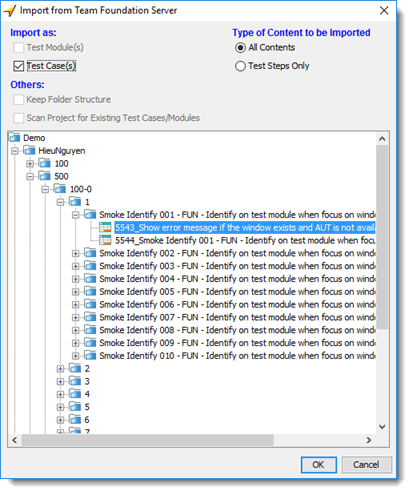 Import from Team Foundation Server
Import as:
Type of Content to be Imported
Test Module(s)
All Contents
Test Case(s)
Test Steps Only
Others:
Keep Folder Structure
Scan Project for Existing Test Cases/Modules
Demo
HieuNguyen
100
500
100-0
1
Smoke Identify 001 - FUN - Identify on test module when focus on windo
5543_Show error message if the window exists and AUT is not availa
5544_Smoke Identify 001 - FUN - Identify on test module when focu
Smoke Identify 002 - FUN - Identify on test module when focus on windo
Smoke Identify 003 - FUN - Identify on test module when focus on windo
Smoke Identify 004 - FUN - Identify on test module when focus on windo
Smoke Identify 005 - FUN - Identify on test module when focus on windo
Smoke Identify 006 - FUN - Identify on test module when focus on windo
Smoke Identify 007 - FUN - Identify on test module when focus on windo
Smoke Identify 008 - FUN - Identify on test module when focus on windo
Smoke Identify 009 - FUN - Identify on test module when focus on windo
Smoke Identify 010 - FUN - Identify on test module when focus on windo
2
3
4
5
6
7
OK
Cancel